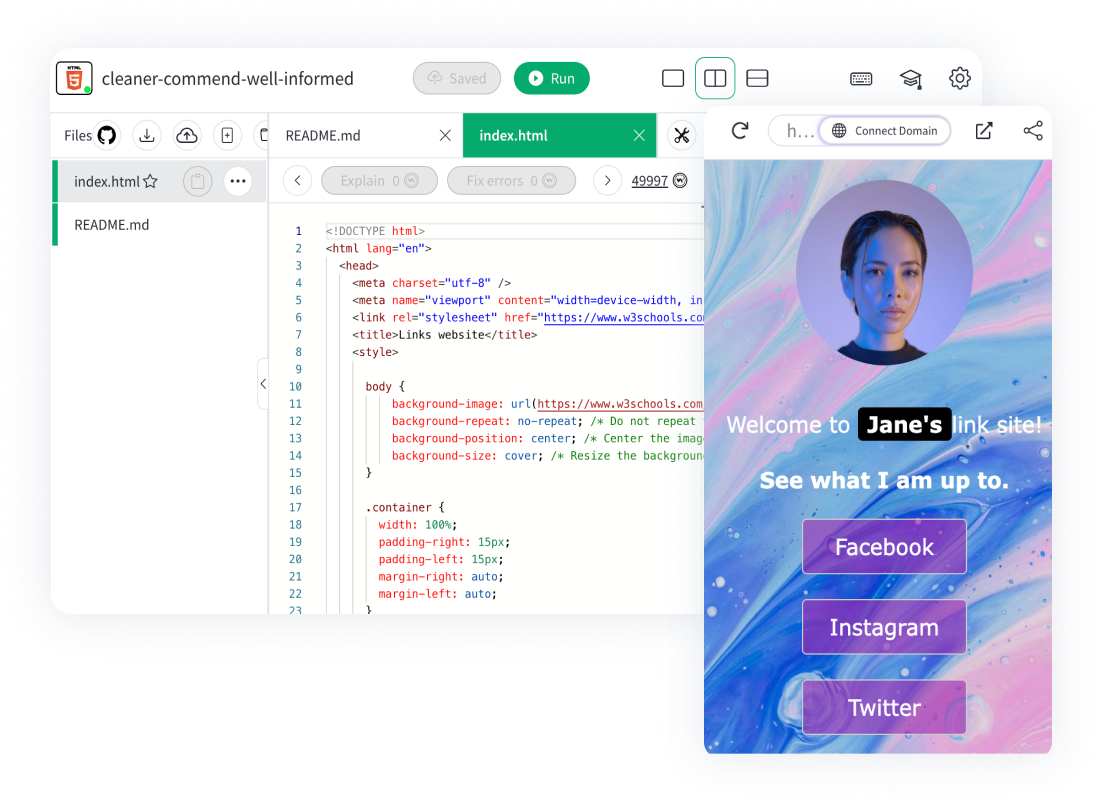 HTML
5
cleaner-commend-well-informed
Saved
Run
Files
README.md
index.html
h...
Connect Domain
index.html
README.md
Explain 0
Fix errors 0
49997
1 <!DOCTYPE html>
2 <html lang="en">
3 <head>
4 <meta charset="utf-8" />
5 <meta name="viewport" content="width=device-width, in
6 <link rel="stylesheet" href="https://www.w3schools.co
7 <title>Links website</title>
8 <style>
9
10 body {
11 background-image: url(https://www.w3schools.com
12 background-repeat: no-repeat; /* Do not repeat
13 background-position: center; /* Center the imag
14 background-size: cover; /* Resize the backgroun
15 }
16
17 .container {
18 width: 100%;
19 padding-right: 15px;
20 padding-left: 15px;
21 margin-right: auto;
22 margin-left: auto;
23 }
Welcome to Jane's link site!
See what I am up to.
Facebook
Instagram
Twitter